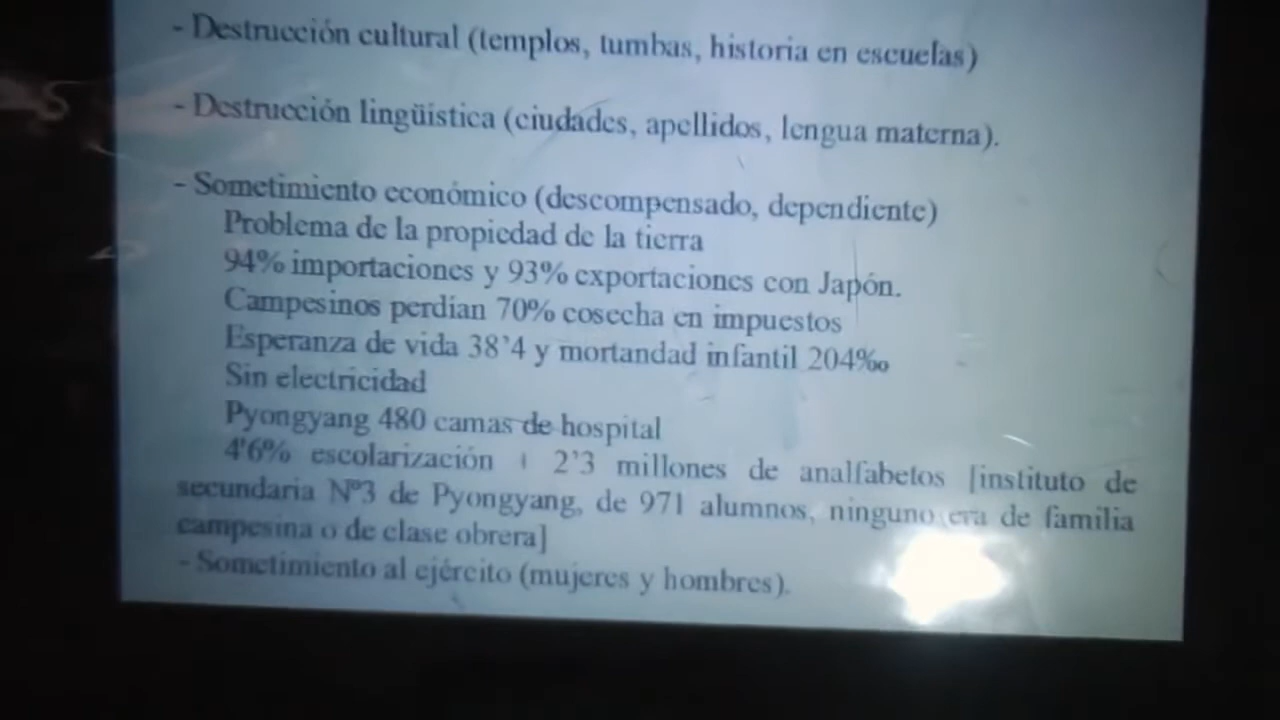 - Destrucción cultural (templos, tumbas, historia en escuelas)
- Destrucción lingüística (ciudades, apellidos, lengua materna).
- Sometimiento económico (descompensado, dependiente)
Problema de la propiedad de la tierra
94% importaciones y 93% exportaciones con Japón.
Campesinos perdían 70% cosecha en impuestos
Esperanza de vida 38’4 y mortandad infantil 204‰
Sin electricidad
Pyongyang 480 camas de hospital
4'6% escolarización + 2’3 millones de analfabetos [instituto de
secundaria Nº3 de Pyongyang, de 971 alumnos, ninguno era de familia
campesina o de clase obrera]
- Sometimiento al ejército (mujeres y hombres).